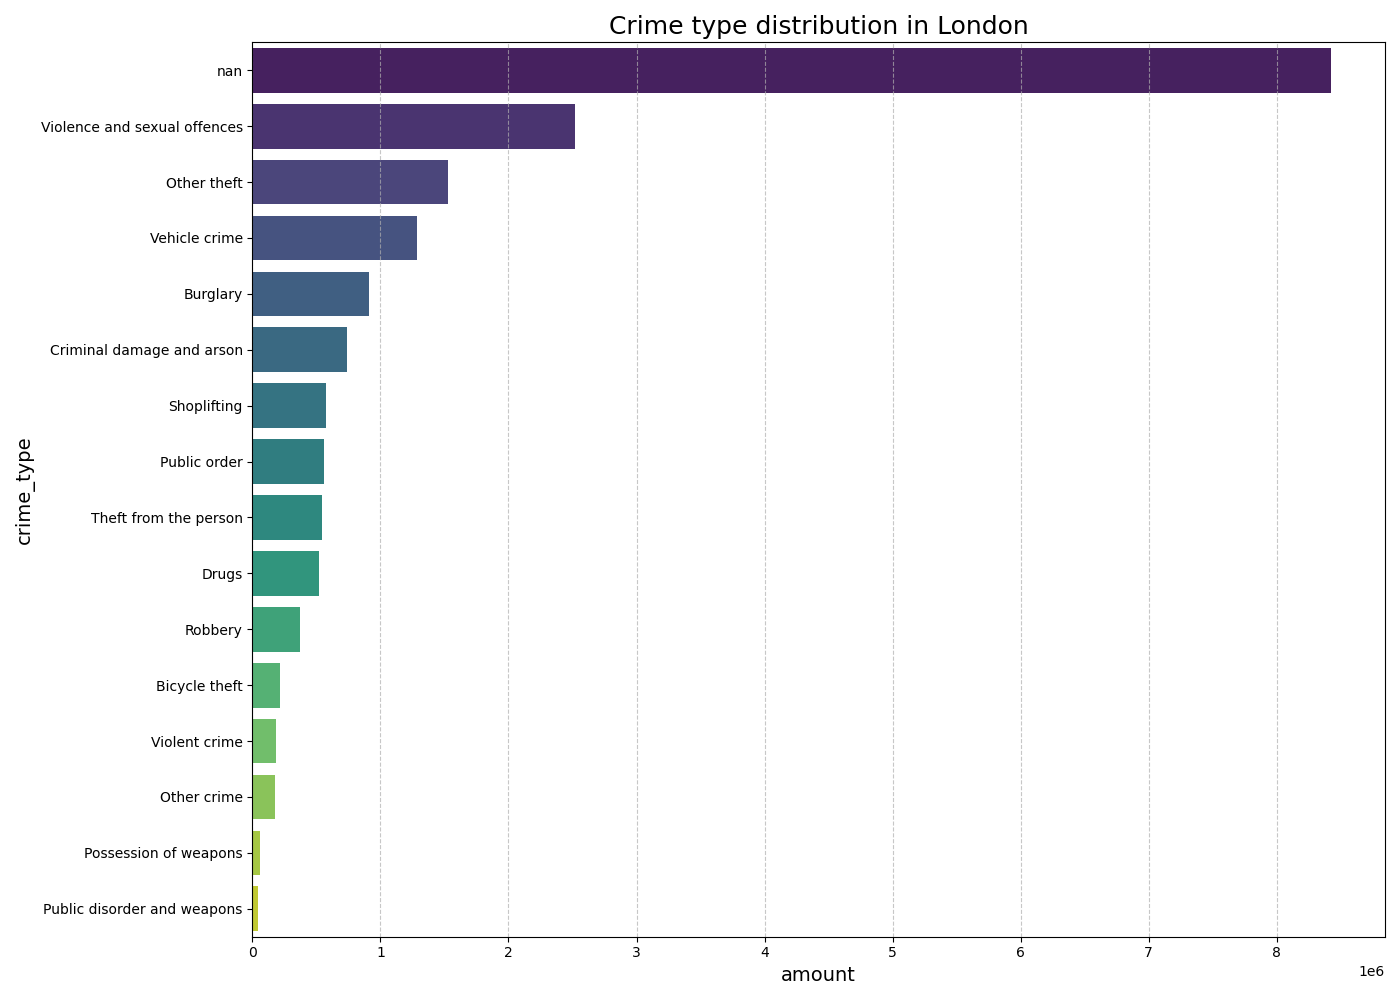 Crime type distribution in London
nan
Violence and sexual offences
Other theft
Vehicle crime
Burglary
Criminal damage and arson
Shoplifting
Public order
Theft from the person
Drugs
Robbery
Bicycle theft
Violent crime
Other crime
Possession of weapons
Public disorder and weapons
crime_type
0 1 2 3 4 5 6 7 8
1e6
amount